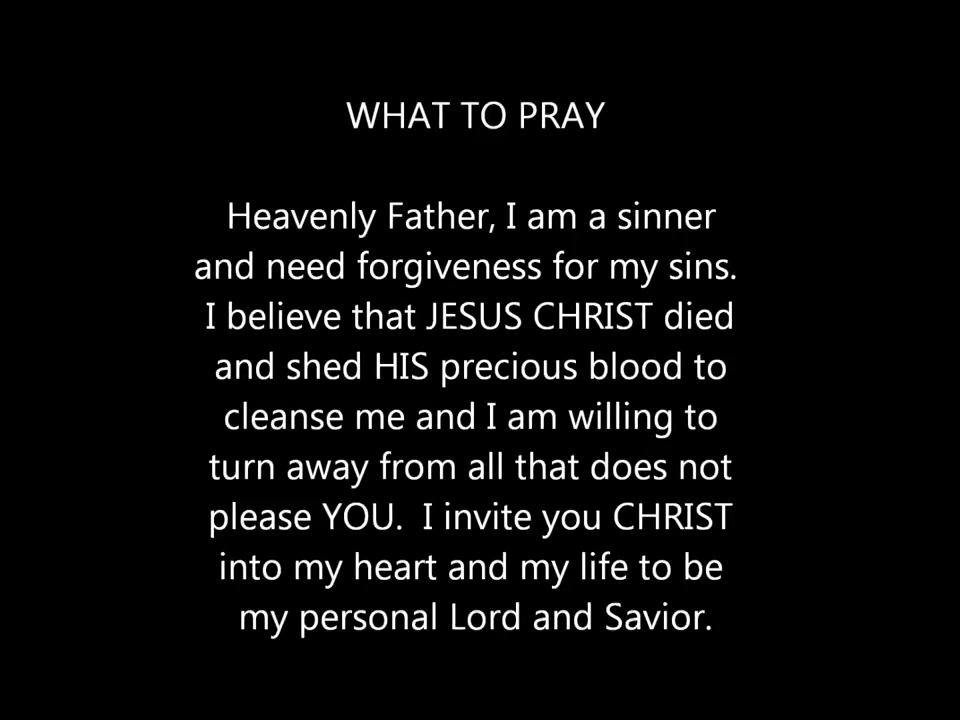 WHAT TO PRAY
Heavenly Father, I am a sinner
and need forgiveness for my sins.
I believe that JESUS CHRIST died
and shed HIS precious blood to
cleanse me and I am willing to
turn away from all that does not
please YOU.  I invite you CHRIST
into my heart and my life to be
my personal Lord and Savior.